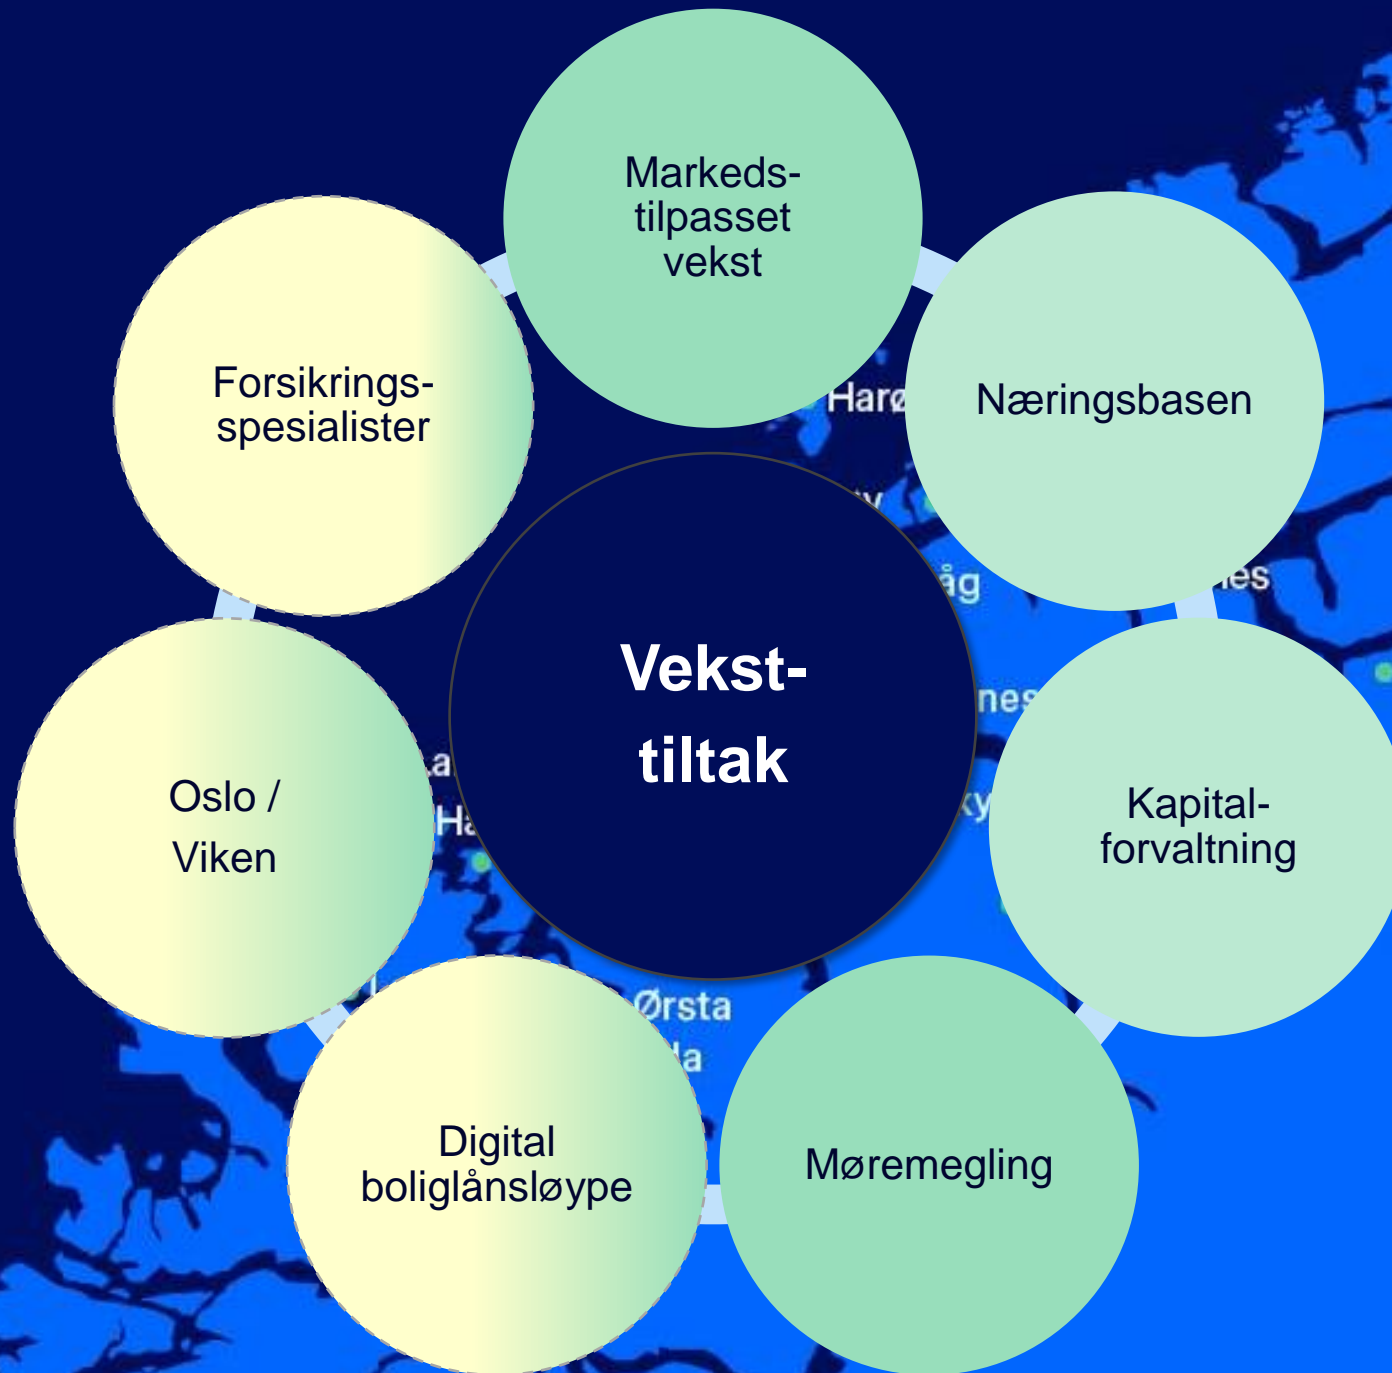 Markeds-
tilpasset
vekst
Forsikrings-
spesialister
Næringsbasen
Vekst-
tiltak
Oslo /
Viken
Kapital-
forvaltning
Ørsta
Digital
boliglånsløype
Møremegling